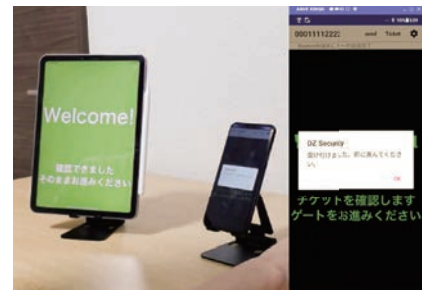 Welcome!
確認できました
そのままお進みください
0001111222
send Ticket
DZ Security
受け付けました。前に進んでくださ
い。
OK
チケットを確認します
ゲートをお進みください